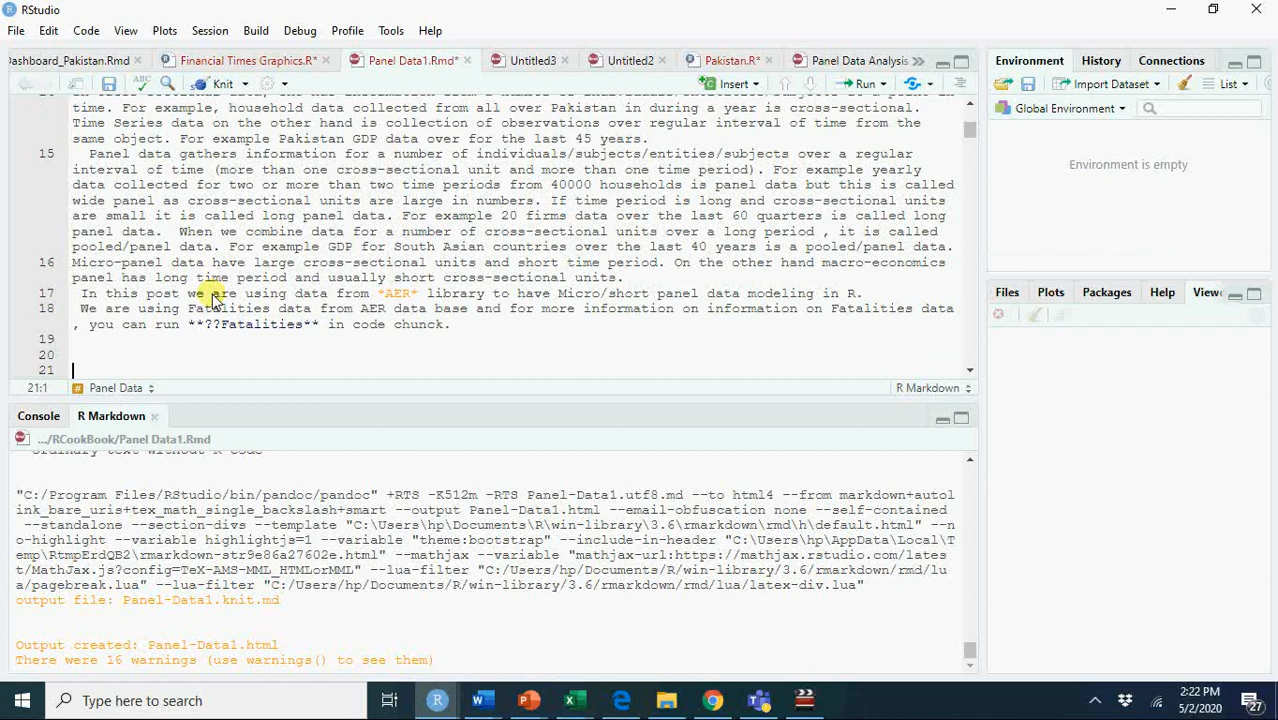 RStudio
File Edit Code View Plots Session Build Debug Profile Tools Help
Dashboard_Pakistan.Rmd Financial Times Graphics.R* Panel Data1.Rmd* Untitled3 Untitled2 Pakistan.R* Panel Data Analysis
ABC Knit Insert Run
time. For example, household data collected from all over Pakistan in during a year is cross-sectional.
Time Series data on the other hand is collection of observations over regular interval of time from the
same object. For example Pakistan GDP data over for the last 45 years.
15 Panel data gathers information for a number of individuals/subjects/entities/subjects over a regular
interval of time (more than one cross-sectional unit and more than one time period). For example yearly
data collected for two or more than two time periods from 40000 households is panel data but this is called
wide panel as cross-sectional units are large in numbers. If time period is long and cross-sectional units
are small it is called long panel data. For example 20 firms data over the last 60 quarters is called long
panel data. When we combine data for a number of cross-sectional units over a long period , it is called
pooled/panel data. For example GDP for South Asian countries over the last 40 years is a pooled/panel data.
16 Micro-panel data have large cross-sectional units and short time period. On the other hand macro-economics
panel has long time period and usually short cross-sectional units.
17 In this post we are using data from *AER* library to have Micro/short panel data modeling in R.
18 We are using Fatalities data from AER data base and for more information on information on Fatalities data
, you can run **??Fatalities** in code chunck.
19
20
21
21:1 Panel Data R Markdown
Console R Markdown
.../RCookBook/Panel Data1.Rmd
ordinary text without R code
"C:/Program Files/RStudio/bin/pandoc/pandoc" +RTS -K512m -RTS Panel-Data1.utf8.md --to html4 --from markdown+autol
ink_bare_uris+tex_math_single_backslash+smart --output Panel-Data1.html --email-obfuscation none --self-contained
--standalone --section-divs --template "C:\Users\hp\Documents\R\win-library\3.6\rmarkdown\rmd\h\default.html" --n
o-highlight --variable highlightjs=1 --variable "theme:bootstrap" --include-in-header "C:\Users\hp\AppData\Local\T
emp\RtmpErdQB2\rmarkdown-str9e86a27602e.html" --mathjax --variable "mathjax-url:https://mathjax.rstudio.com/lates
t/MathJax.js?config=TeX-AMS-MML_HTMLorMML" --lua-filter "C:/Users/hp/Documents/R/win-library/3.6/rmarkdown/rmd/lu
a/pagebreak.lua" --lua-filter "C:/Users/hp/Documents/R/win-library/3.6/rmarkdown/rmd/lua/latex-div.lua"
output file: Panel-Data1.knit.md
Output created: Panel-Data1.html
There were 16 warnings (use warnings() to see them)
Environment History Connections
Import Dataset List
Global Environment
Environment is empty
Files Plots Packages Help Viewe
Type here to search
2:22 PM
5/2/2020
27